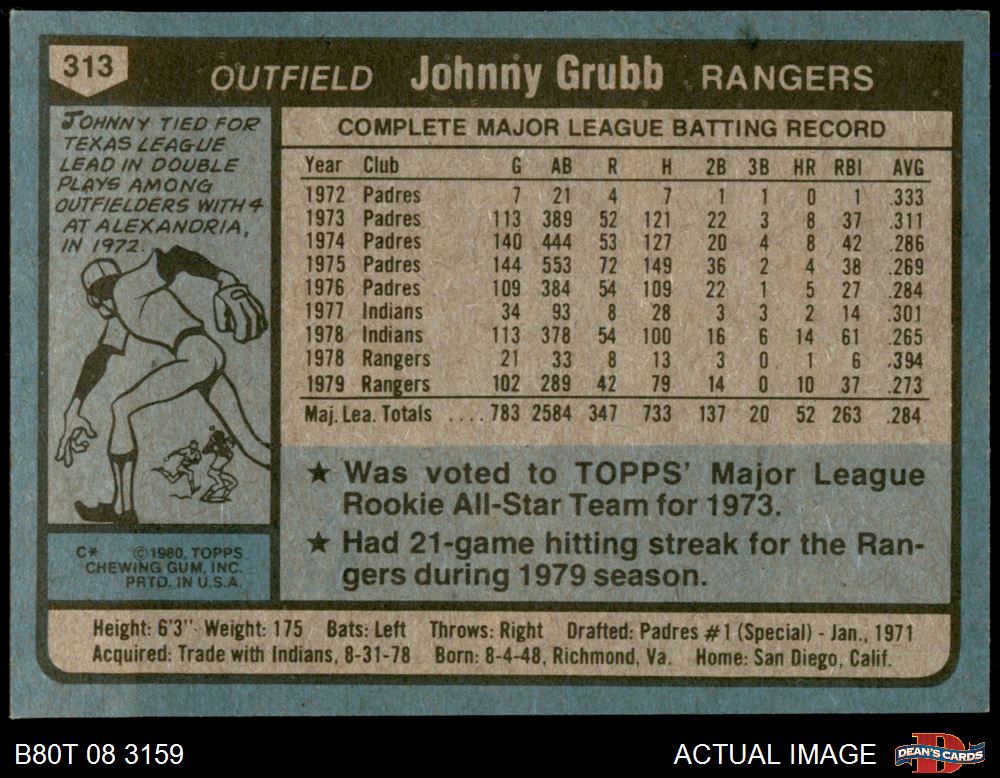 313
OUTFIELD Johnny Grubb RANGERS
JOHNNY TIED FOR
TEXAS LEAGUE
LEAD IN DOUBLE
PLAYS AMONG
OUTFIELDERS WITH 4
AT ALEXANDRIA,
IN 1972.
COMPLETE MAJOR LEAGUE BATTING RECORD
Year Club G AB R H 2B 3B HR RBI AVG
1972 Padres 7 21 4 7 1 1 0 1 .333
1973 Padres 113 389 52 121 22 3 8 37 .311
1974 Padres 140 444 53 127 20 4 8 42 .286
1975 Padres 144 553 72 149 36 2 4 38 .269
1976 Padres 109 384 54 109 22 1 5 27 .284
1977 Indians 34 93 8 28 3 3 2 14 .301
1978 Indians 113 378 54 100 16 6 14 61 .265
1978 Rangers 21 33 8 13 3 0 1 6 .394
1979 Rangers 102 289 42 79 14 0 10 37 .273
Maj. Lea. Totals .... 783 2584 347 733 137 20 52 263 .284
★ Was voted to TOPPS' Major League
Rookie All-Star Team for 1973.
★ Had 21-game hitting streak for the Ran-
gers during 1979 season.
C* ©1980, TOPPS
CHEWING GUM, INC.
PRTD. IN U.S.A.
Height: 6'3" Weight: 175 Bats: Left Throws: Right Drafted: Padres #1 (Special) - Jan., 1971
Acquired: Trade with Indians, 8-31-78 Born: 8-4-48, Richmond, Va. Home: San Diego, Calif.
B80T 08 3159
ACTUAL IMAGE
DEAN'S CARDS